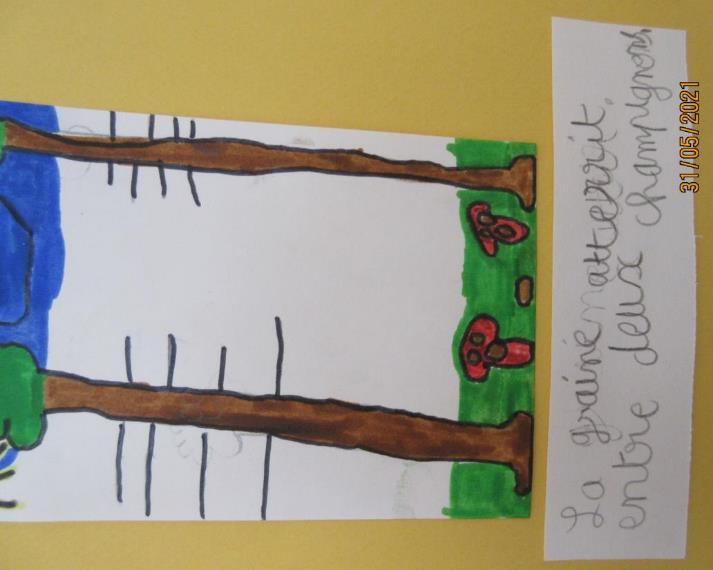 La graine atterrit,
entre deux champignons
31/05/2021